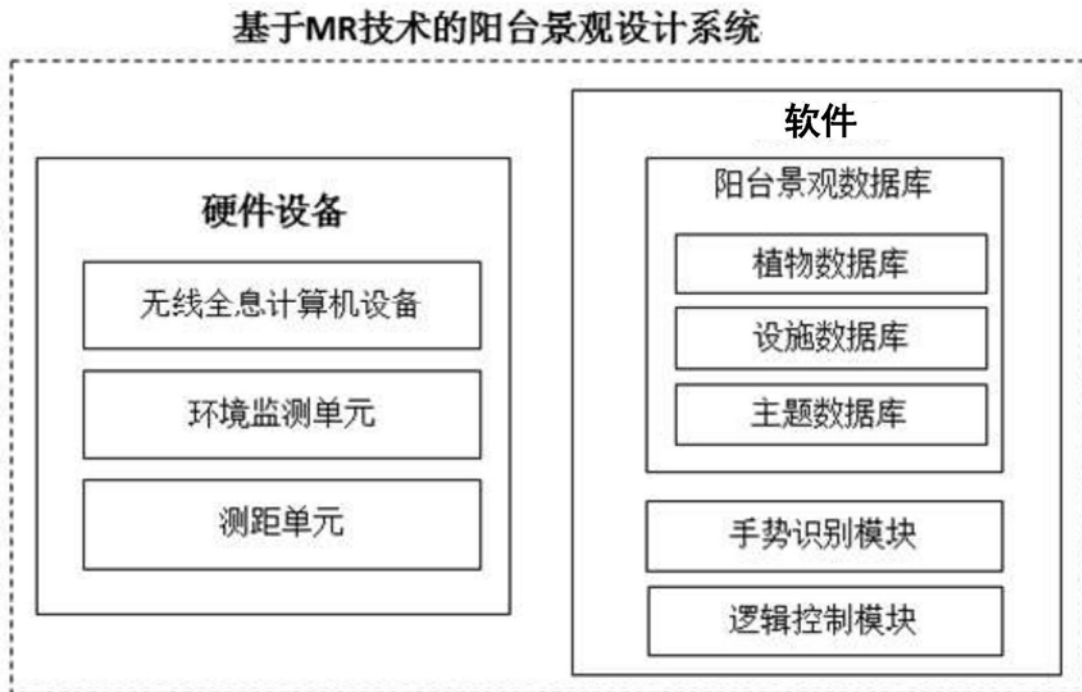 基于MR技术的阳台景观设计系统
硬件设备
无线全息计算机设备
环境监测单元
测距单元
软件
阳台景观数据库
植物数据库
设施数据库
主题数据库
手势识别模块
逻辑控制模块